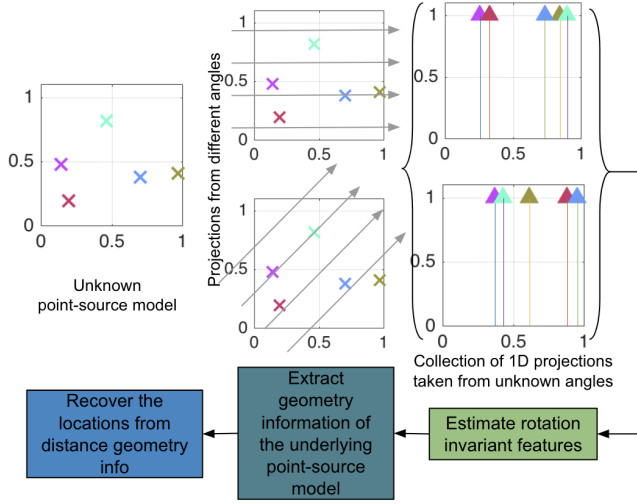 1
0.5
0
0
0.5
1
Unknown
point-source model
Projections from different angles
1
0.5
0
0
0.5
1
1
0.5
0
0
0.5
1
1
0.5
0
0
0.5
1
1
0.5
0
0
0.5
1
Collection of 1D projections
taken from unknown angles
Recover the
locations from
distance geometry
info
Extract
geometry
information of
the underlying
point-source
model
Estimate rotation
invariant features